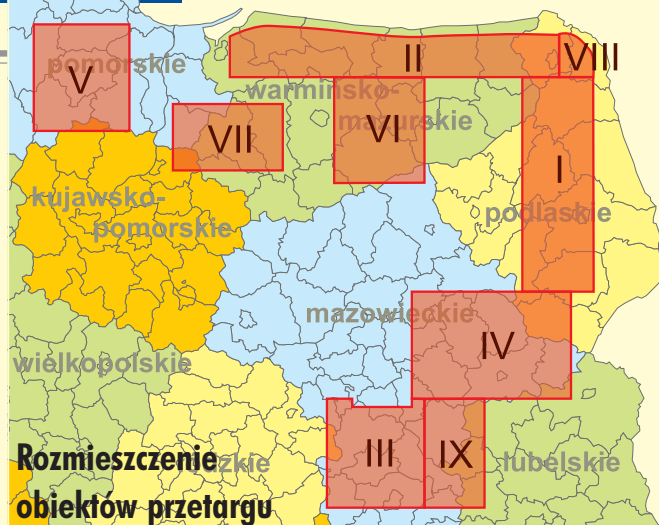 pomorskie
V
II
VIII
warmińsko-
mazurskie
VII
VI
I
kujawsko-
pomorskie
podlaskie
mazowieckie
IV
wielkopolskie
III
IX
łódzkie
lubelskie
Rozmieszczenie
obiektów przetargu